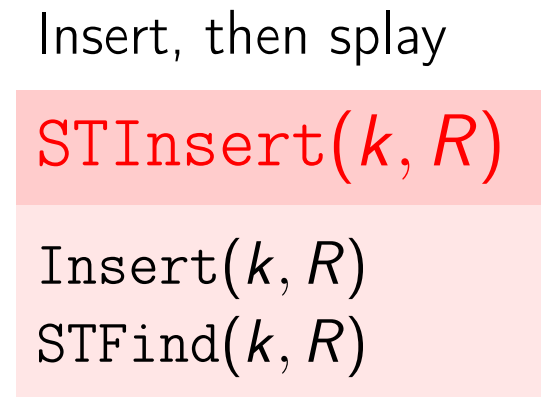 Insert, then splay
STInsert(k, R)
Insert(k, R)
STFind(k, R)